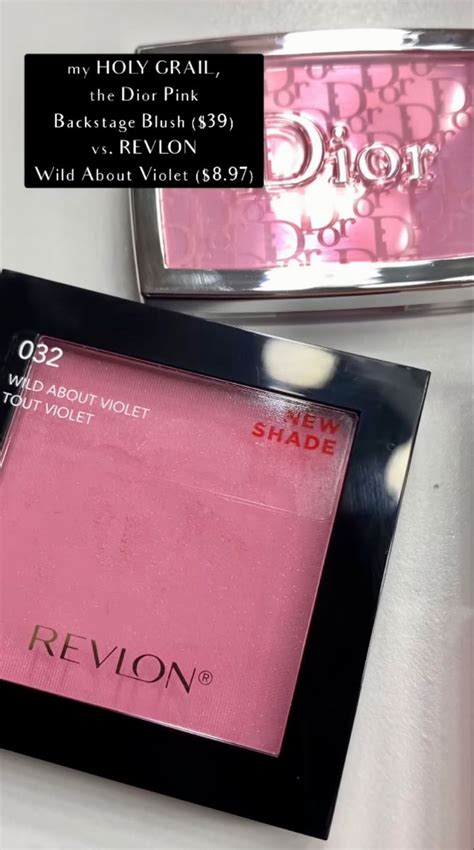 my HOLY GRAIL,
the Dior Pink
Backstage Blush ($39)
vs. REVLON
Wild About Violet ($8.97)
Dior
032
WILD ABOUT VIOLET
TOUT VIOLET
NEW
SHADE
REVLON®